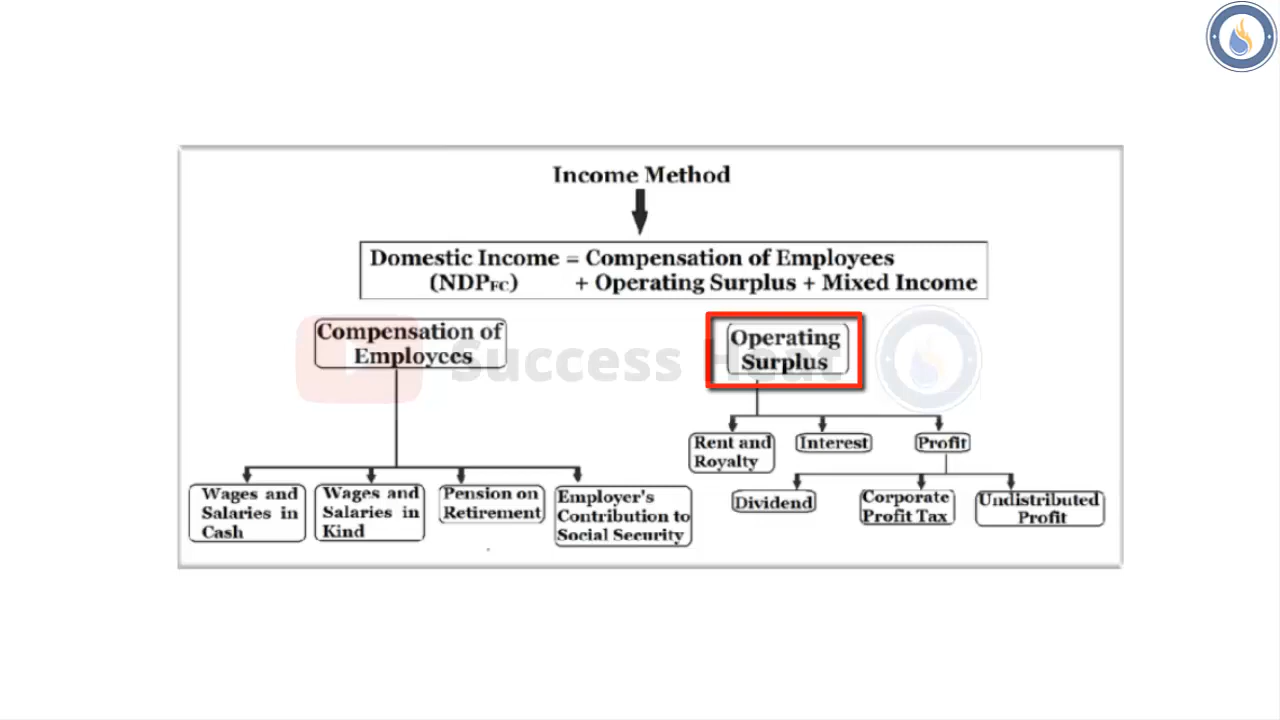 Income Method
Domestic Income = Compensation of Employees
(NDPFC) + Operating Surplus + Mixed Income
Compensation of
Employees
Operating
Surplus
Success Heat
Rent and
Royalty
Interest
Profit
Wages and
Salaries in
Cash
Wages and
Salaries in
Kind
Pension on
Retirement
Employer's
Contribution to
Social Security
Dividend
Corporate
Profit Tax
Undistributed
Profit